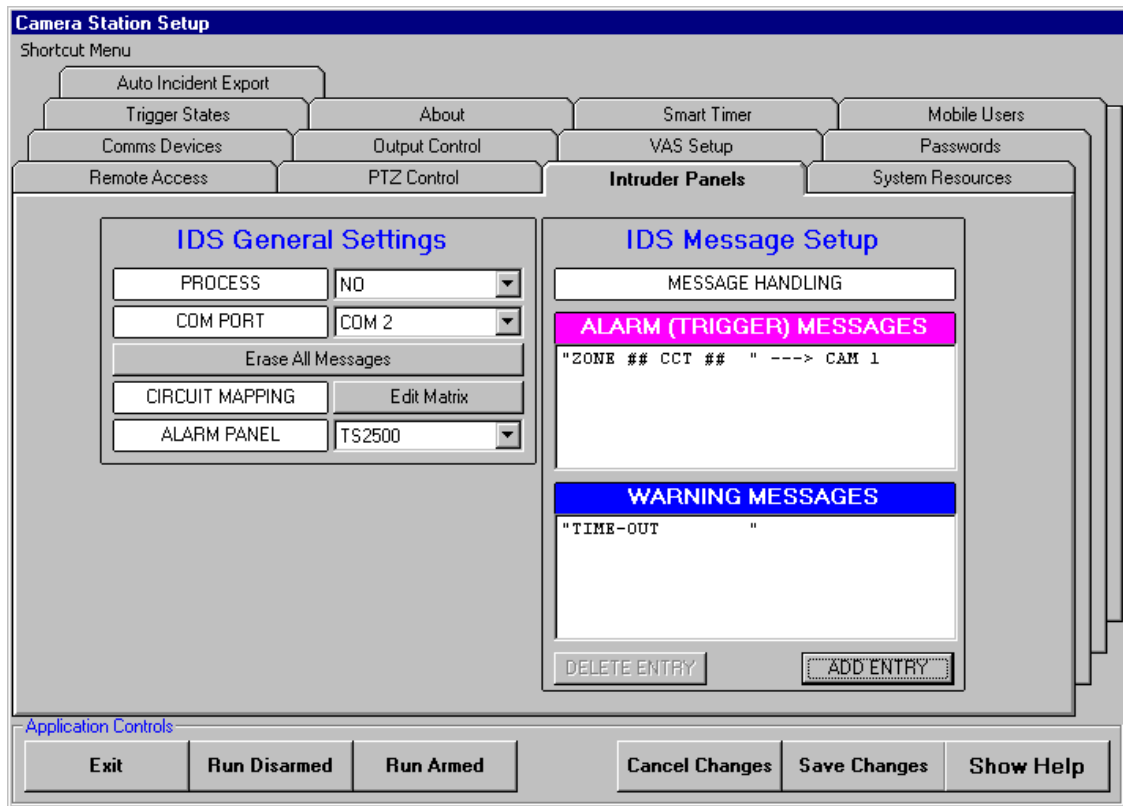 Camera Station Setup
Shortcut Menu
Auto Incident Export
Trigger States
About
Smart Timer
Mobile Users
Comms Devices
Output Control
VAS Setup
Passwords
Remote Access
PTZ Control
Intruder Panels
System Resources
IDS General Settings
PROCESS
NO
COM PORT
COM 2
Erase All Messages
CIRCUIT MAPPING
Edit Matrix
ALARM PANEL
TS2500
IDS Message Setup
MESSAGE HANDLING
ALARM (TRIGGER) MESSAGES
"ZONE ## CCT ##  " ---> CAM 1
WARNING MESSAGES
"TIME-OUT        "
DELETE ENTRY
ADD ENTRY
Application Controls
Exit
Run Disarmed
Run Armed
Cancel Changes
Save Changes
Show Help